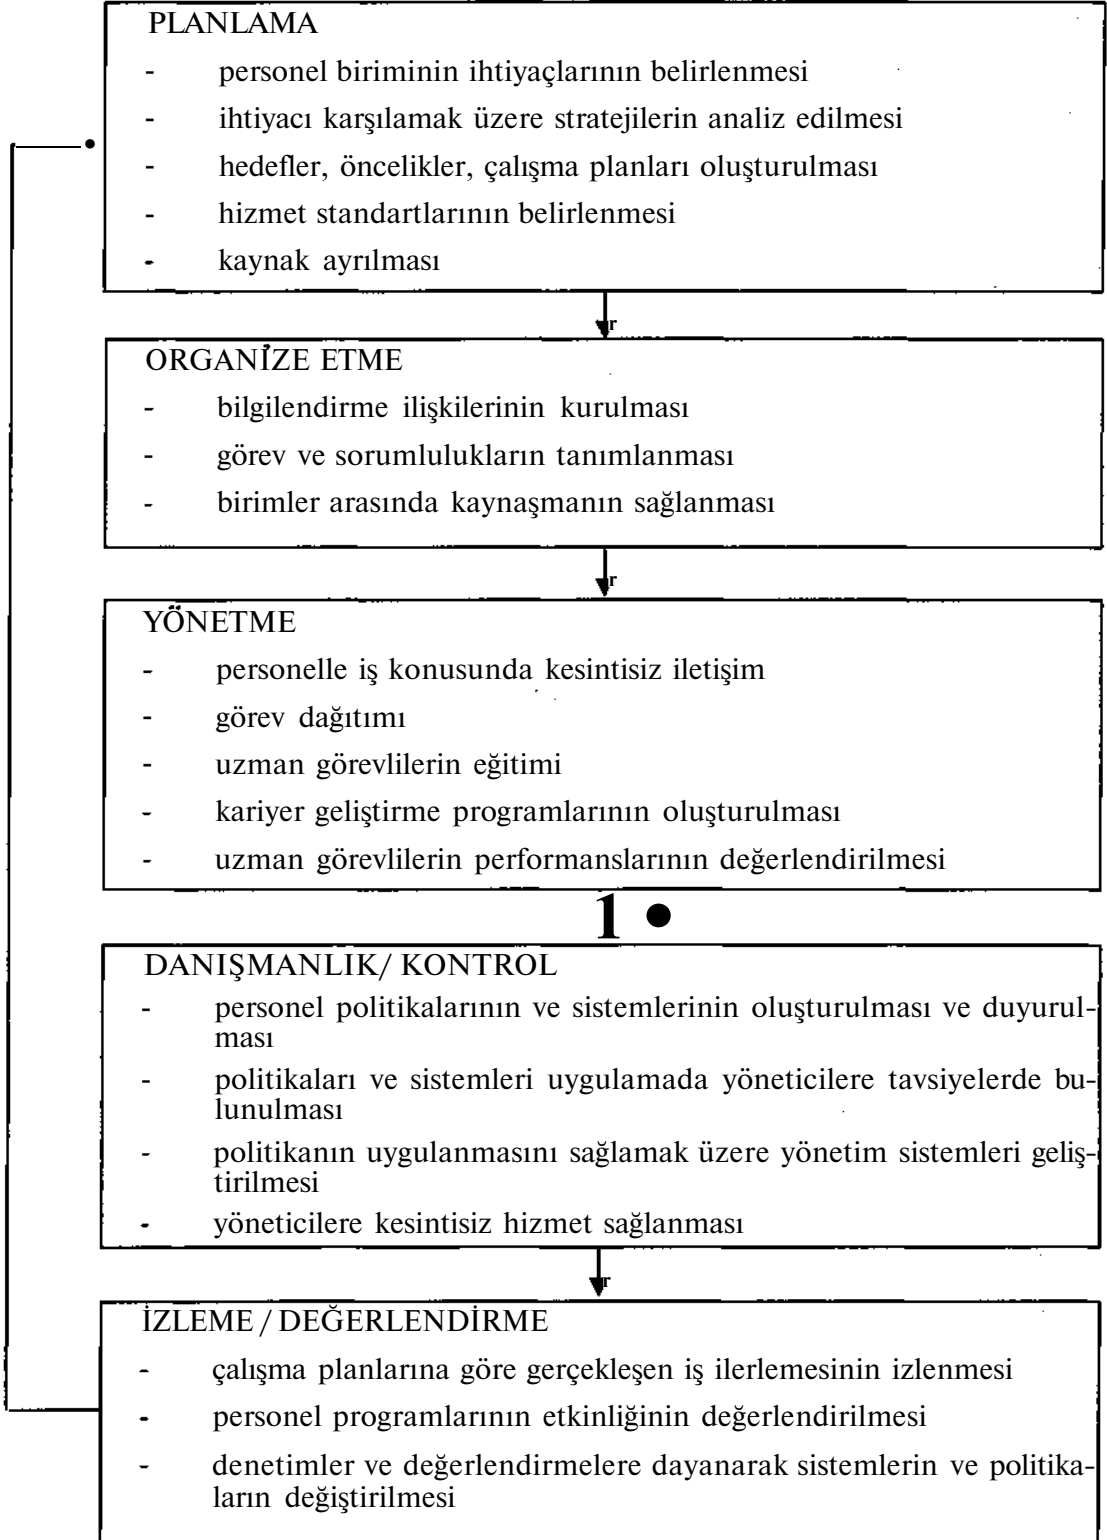 PLANLAMA
- personel biriminin ihtiyaçlarının belirlenmesi
- ihtiyacı karşılamak üzere stratejilerin analiz edilmesi
- hedefler, öncelikler, çalışma planları oluşturulması
- hizmet standartlarının belirlenmesi
- kaynak ayrılması
ORGANİZE ETME
- bilgilendirme ilişkilerinin kurulması
- görev ve sorumlulukların tanımlanması
- birimler arasında kaynaşmanın sağlanması
YÖNETME
- personelle iş konusunda kesintisiz iletişim
- görev dağıtımı
- uzman görevlilerin eğitimi
- kariyer geliştirme programlarının oluşturulması
- uzman görevlilerin performanslarının değerlendirilmesi
1 •
DANIŞMANLIK/ KONTROL
- personel politikalarının ve sistemlerinin oluşturulması ve duyurul-
ması
- politikaları ve sistemleri uygulamada yöneticilere tavsiyelerde bu-
lunulması
- politikanın uygulanmasını sağlamak üzere yönetim sistemleri geliş-
tirilmesi
- yöneticilere kesintisiz hizmet sağlanması
İZLEME / DEĞERLENDİRME
- çalışma planlarına göre gerçekleşen iş ilerlemesinin izlenmesi
- personel programlarının etkinliğinin değerlendirilmesi
- denetimler ve değerlendirmelere dayanarak sistemlerin ve politika-
ların değiştirilmesi